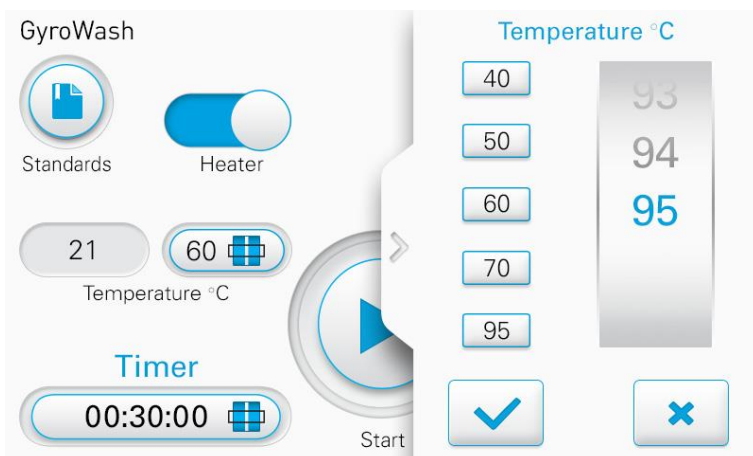 GyroWash
Standards
Heater
21
60
Temperature °C
Timer
00:30:00
Start
Temperature °C
40
50
60
70
95
93
94
95